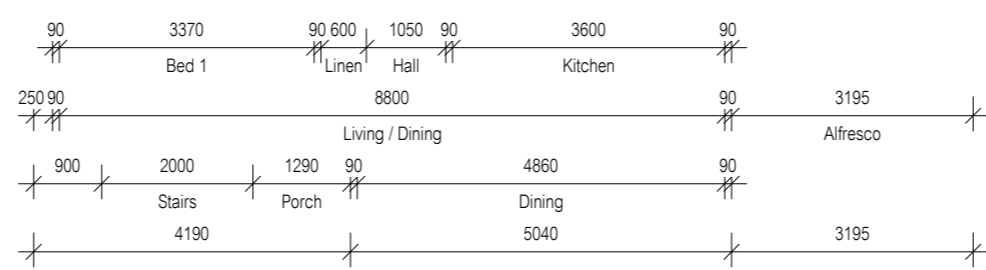 90 3370 90 600 1050 90 3600 90
Bed 1 Linen Hall Kitchen
250 90 8800 90 3195
Living / Dining Alfresco
900 2000 1290 90 4860 90
Stairs Porch Dining
4190 5040 3195